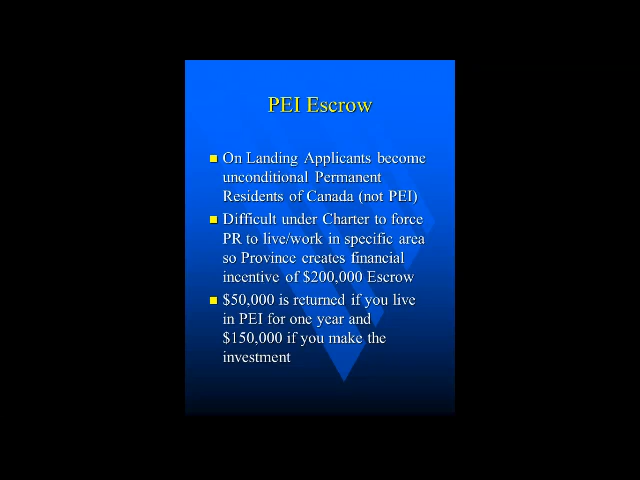 PEI Escrow
On Landing Applicants become
unconditional Permanent
Residents of Canada (not PEI)
Difficult under Charter to force
PR to live/work in specific area
so Province creates financial
incentive of $200,000 Escrow
$50,000 is returned if you live
in PEI for one year and
$150,000 if you make the
investment